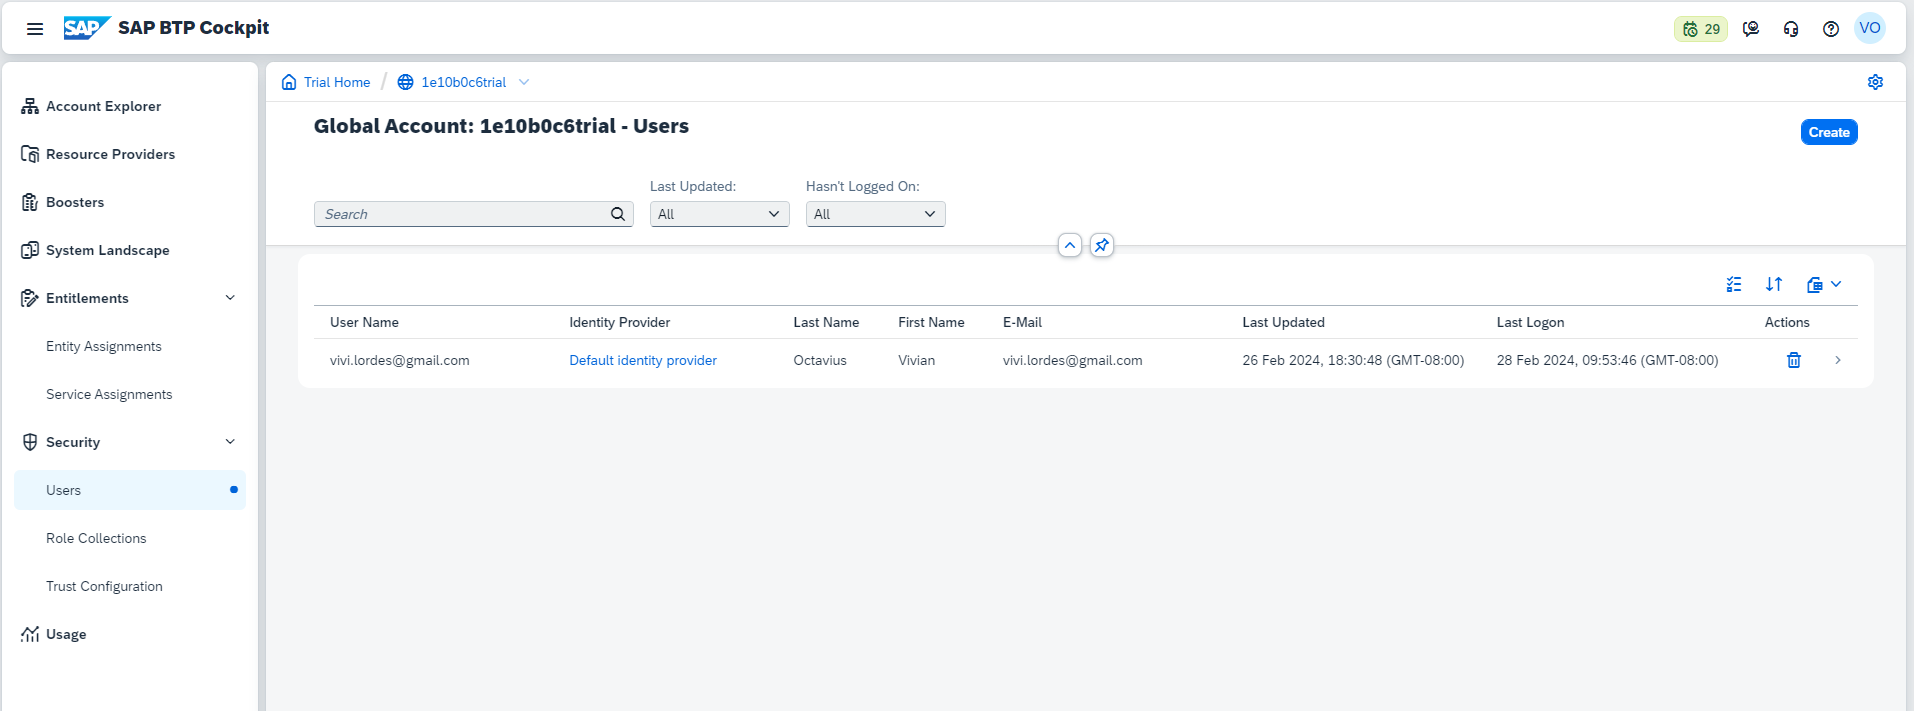 SAP SAP BTP Cockpit
29
VO
Account Explorer
Resource Providers
Boosters
System Landscape
Entitlements
Entity Assignments
Service Assignments
Security
Users
Role Collections
Trust Configuration
Usage
Trial Home / 1e10b0c6trial
Global Account: 1e10b0c6trial - Users
Create
Last Updated: Hasn't Logged On:
Search All All
User Name Identity Provider Last Name First Name E-Mail Last Updated Last Logon Actions
vivi.lordes@gmail.com Default identity provider Octavius Vivian vivi.lordes@gmail.com 26 Feb 2024, 18:30:48 (GMT-08:00) 28 Feb 2024, 09:53:46 (GMT-08:00)